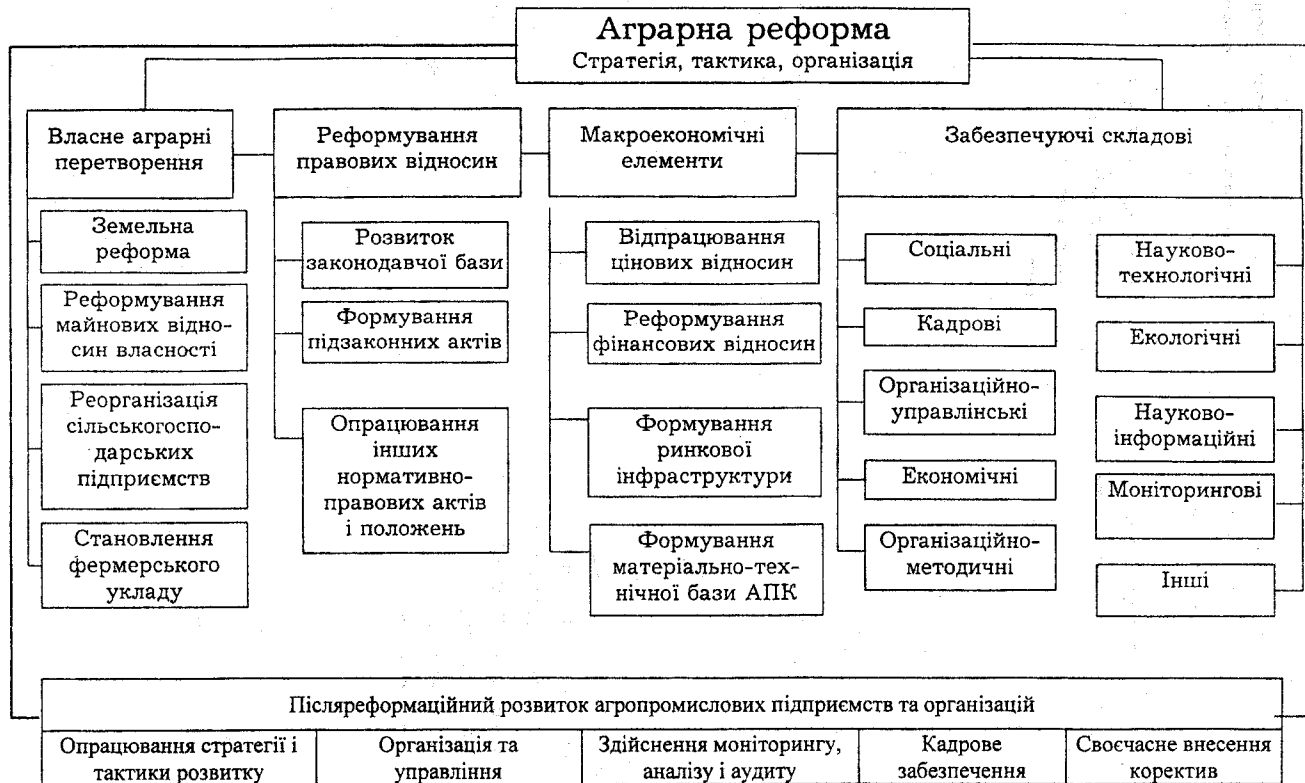 Аграрна реформа
Стратегія, тактика, організація
Власне аграрні
перетворення
Реформування
правових відносин
Макроекономічні
елементи
Забезпечуючі складові
Земельна
реформа
Реформування
майнових відно-
син власності
Реорганізація
сільськогоспо-
дарських
підприємств
Становлення
фермерського
укладу
Розвиток
законодавчої бази
Формування
підзаконних актів
Опрацювання
інших
нормативно-
правових актів
і положень
Відпрацювання
цінових відносин
Реформування
фінансових відносин
Формування
ринкової
інфраструктури
Формування
матеріально-тех-
нічної бази АПК
Соціальні
Кадрові
Організаційно-
управлінські
Економічні
Організаційно-
методичні
Науково-
технологічні
Екологічні
Науково-
інформаційні
Моніторингові
Інші
Післяреформаційний розвиток агропромислових підприємств та організацій
Опрацювання стратегії і
тактики розвитку
Організація та
управління
Здійснення моніторингу,
аналізу і аудиту
Кадрове
забезпечення
Своєчасне внесення
коректив